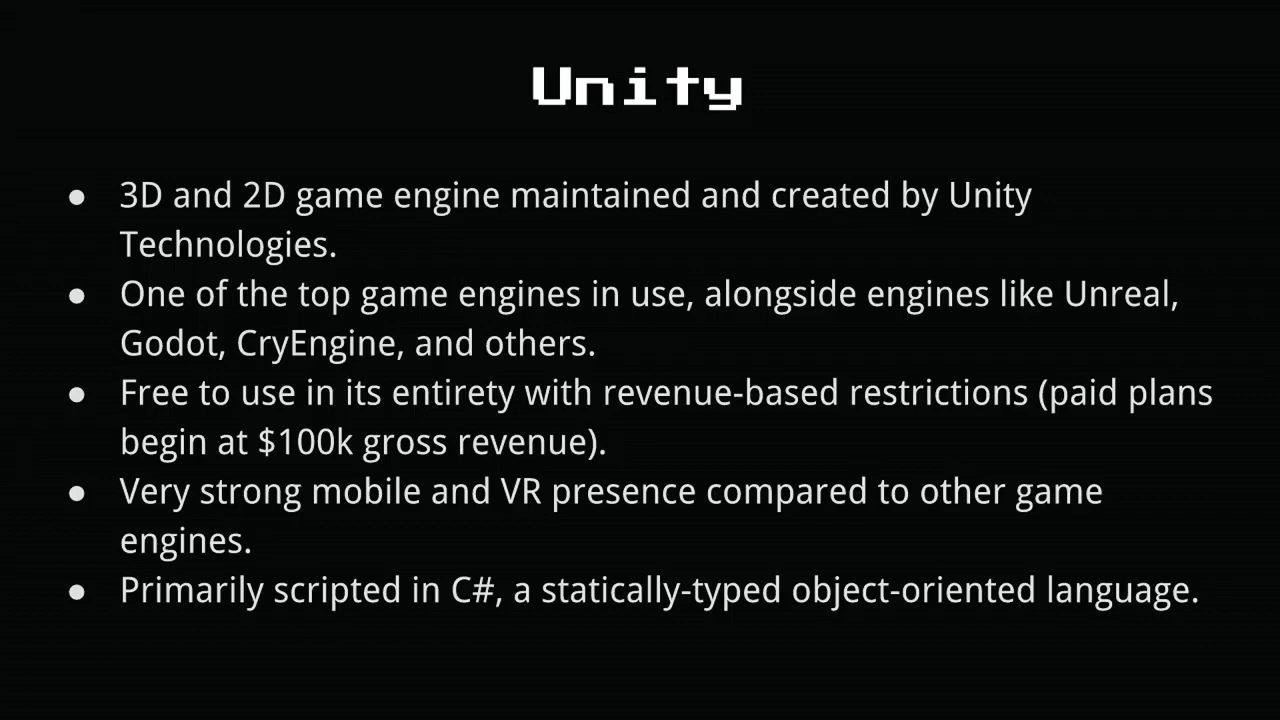 Unity
● 3D and 2D game engine maintained and created by Unity
Technologies.
● One of the top game engines in use, alongside engines like Unreal,
Godot, CryEngine, and others.
● Free to use in its entirety with revenue-based restrictions (paid plans
begin at $100k gross revenue).
● Very strong mobile and VR presence compared to other game
engines.
● Primarily scripted in C#, a statically-typed object-oriented language.